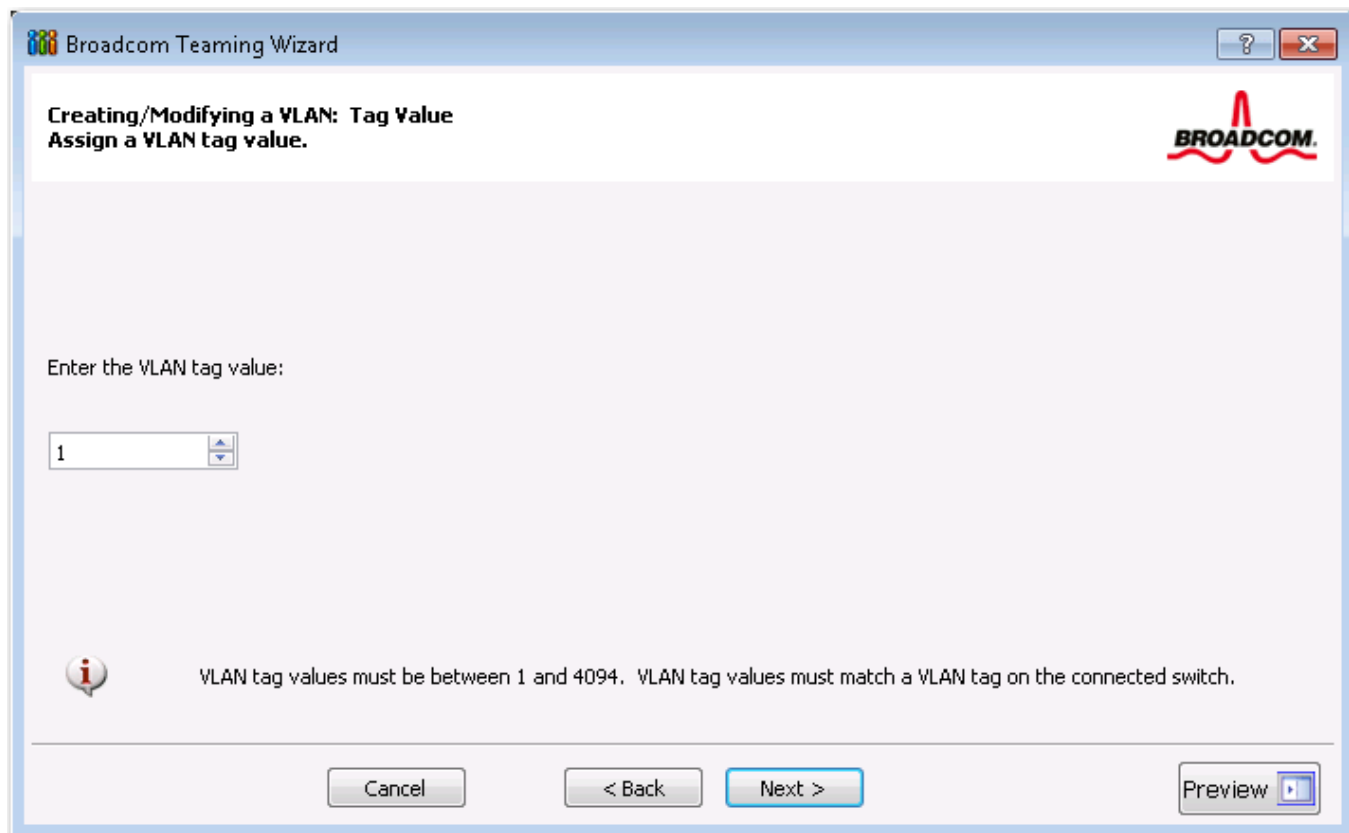 Broadcom Teaming Wizard
Creating/Modifying a VLAN: Tag Value
Assign a VLAN tag value.
BROADCOM.
Enter the VLAN tag value:
1
VLAN tag values must be between 1 and 4094. VLAN tag values must match a VLAN tag on the connected switch.
Cancel
< Back
Next >
Preview